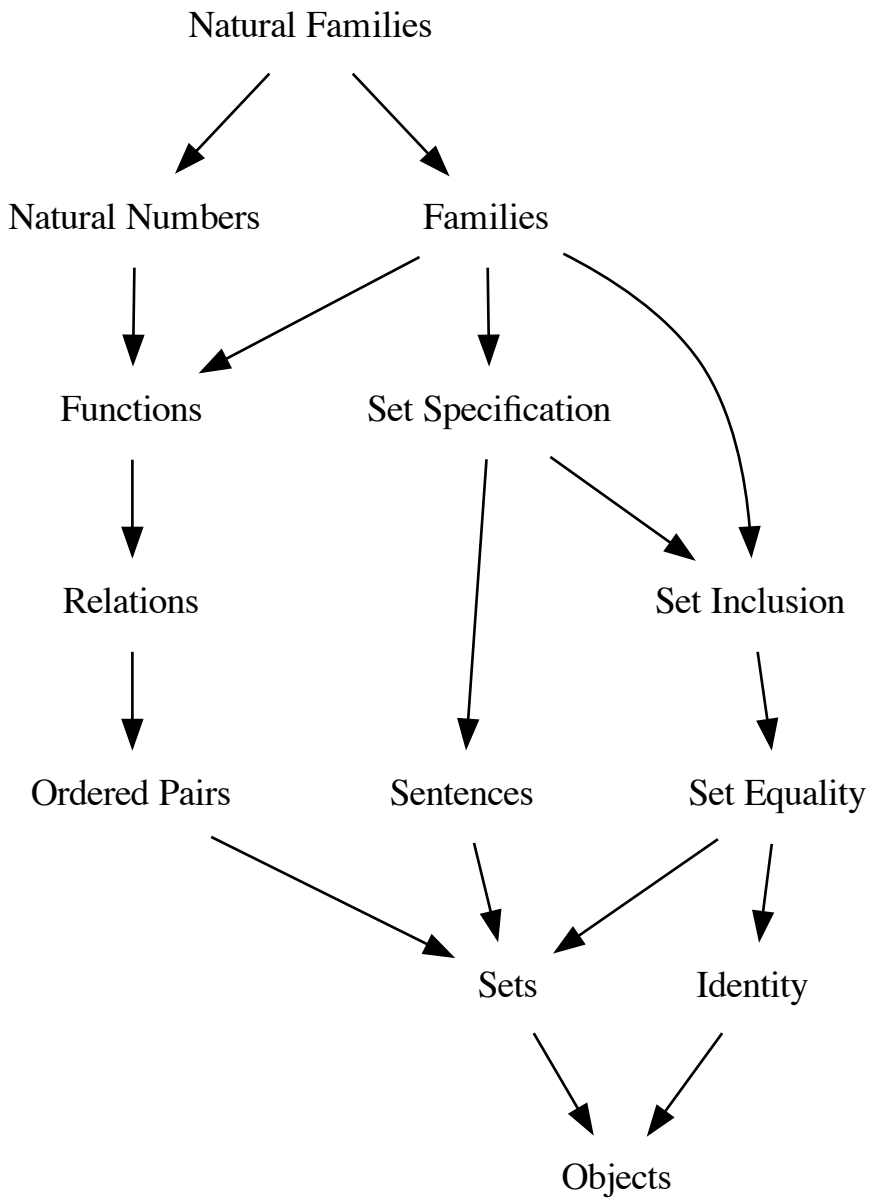 Natural Families
Natural Numbers
Families
Functions
Set Specification
Relations
Set Inclusion
Ordered Pairs
Sentences
Set Equality
Sets
Identity
Objects